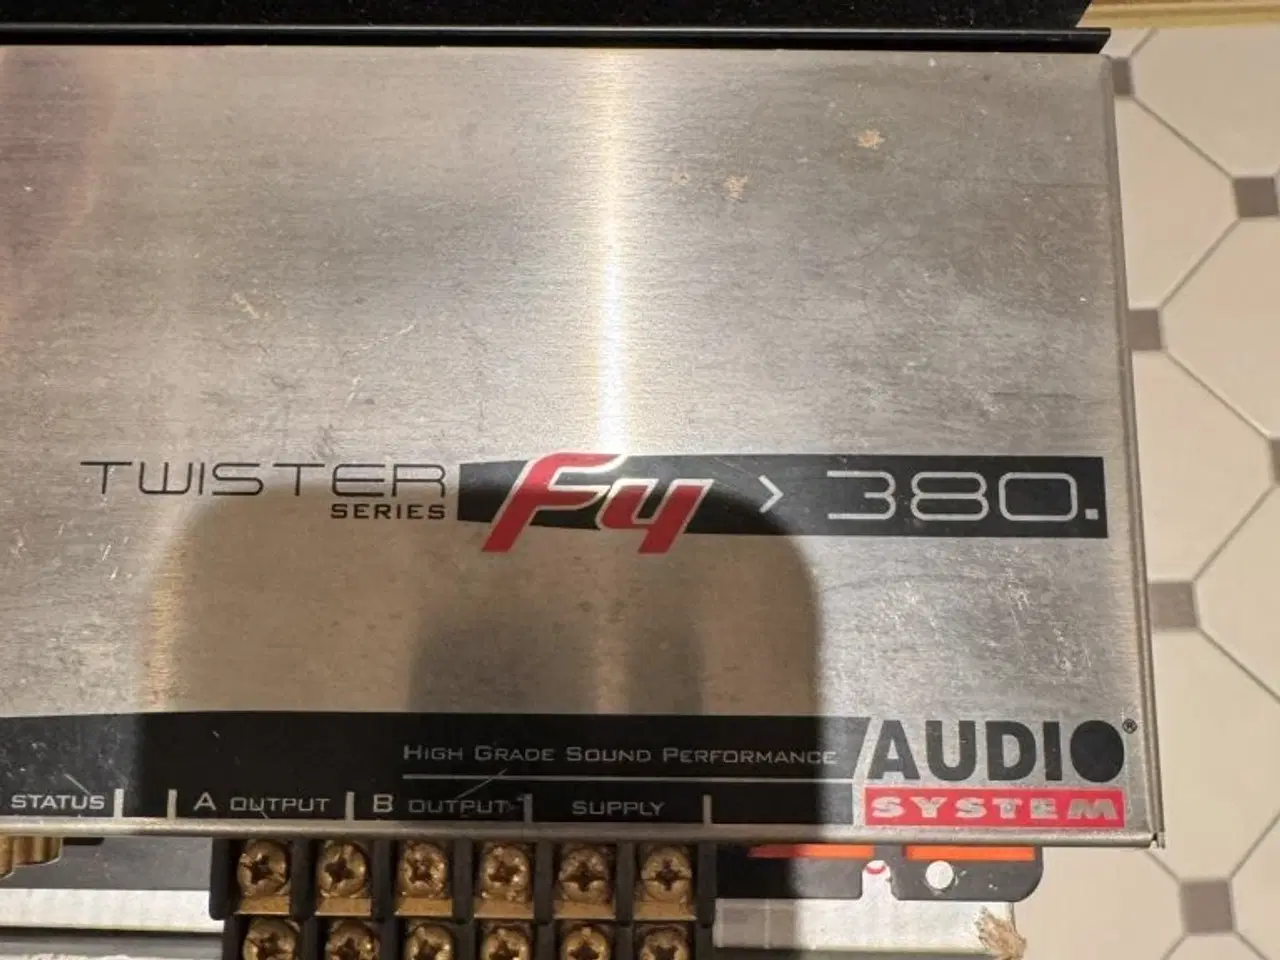 TWISTER
SERIES
F4 > 380.
HIGH GRADE SOUND PERFORMANCE
AUDIO®
SYSTEM
STATUS | | A OUTPUT | B OUTPUT | SUPPLY |